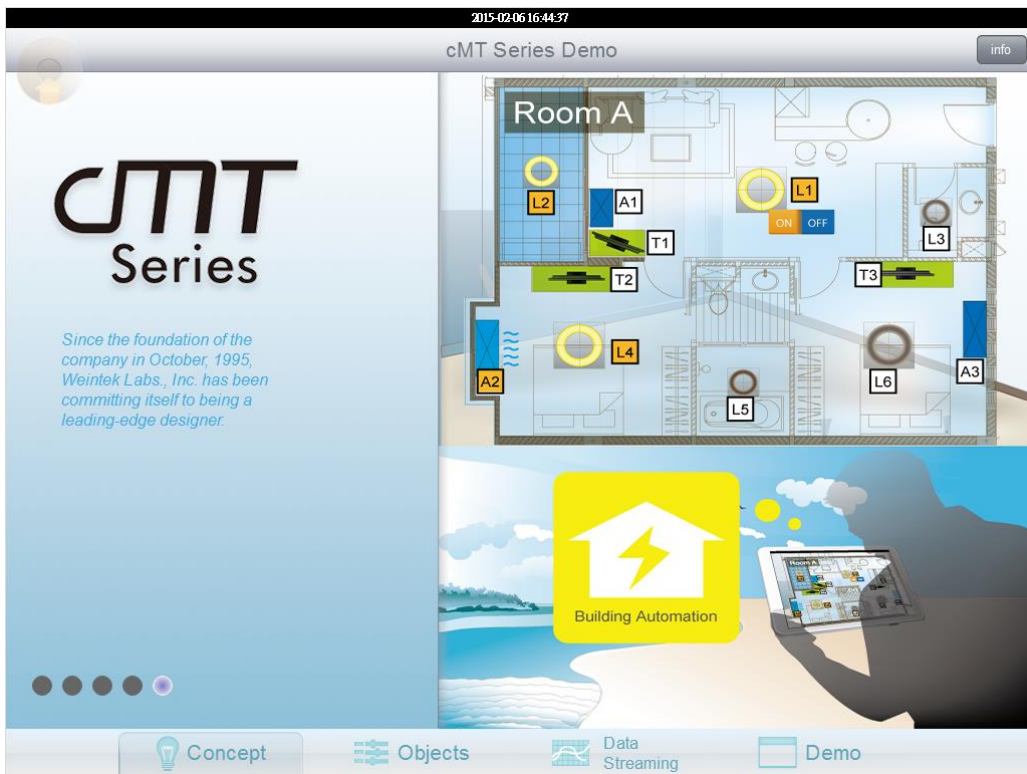 2015-02-06 16:44:37
cMT Series Demo
info
cMT
Series
Since the foundation of the
company in October, 1995,
Weintek Labs., Inc. has been
committing itself to being a
leading-edge designer.
Room A
L2
A1
L1
ON OFF
T1
L3
T2
T3
A2
L4
L6
A3
L5
Building Automation
Room A
Concept
Objects
Data
Streaming
Demo